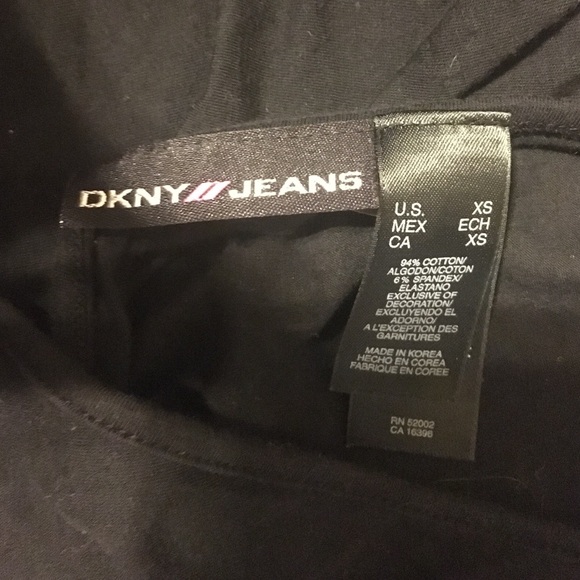 DKNY///JEANS
U.S. XS
MEX ECH
CA XS
94% COTTON/
ALGODON/COTON
6% SPANDEX/
ELASTANO
EXCLUSIVE OF
DECORATION/
EXCLUYENDO EL
ADORNO/
A L'EXCEPTION DES
GARNITURES
MADE IN KOREA
HECHO EN COREA
FABRIQUE EN COREE
RN 52002
CA 16396